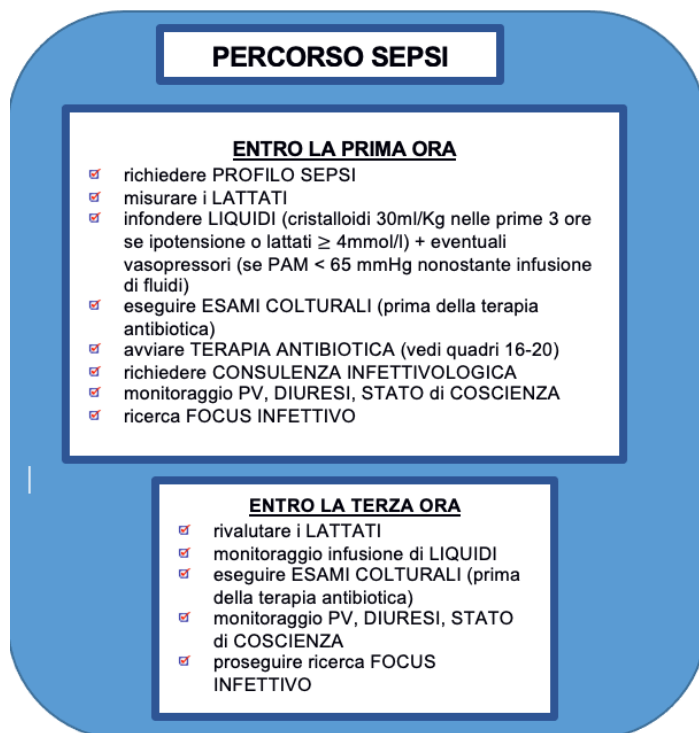 PERCORSO SEPSI
ENTRO LA PRIMA ORA
richiedere PROFILO SEPSI
misurare i LATTATI
infondere LIQUIDI (cristalloidi 30ml/Kg nelle prime 3 ore
se ipotensione o lattati ≥ 4mmol/l) + eventuali
vasopressori (se PAM < 65 mmHg nonostante infusione
di fluidi)
eseguire ESAMI COLTURALI (prima della terapia
antibiotica)
avviare TERAPIA ANTIBIOTICA (vedi quadri 16-20)
richiedere CONSULENZA INFETTIVOLOGICA
monitoraggio PV, DIURESI, STATO di COSCIENZA
ricerca FOCUS INFETTIVO
ENTRO LA TERZA ORA
rivalutare i LATTATI
monitoraggio infusione di LIQUIDI
eseguire ESAMI COLTURALI (prima
della terapia antibiotica)
monitoraggio PV, DIURESI, STATO
di COSCIENZA
proseguire ricerca FOCUS
INFETTIVO